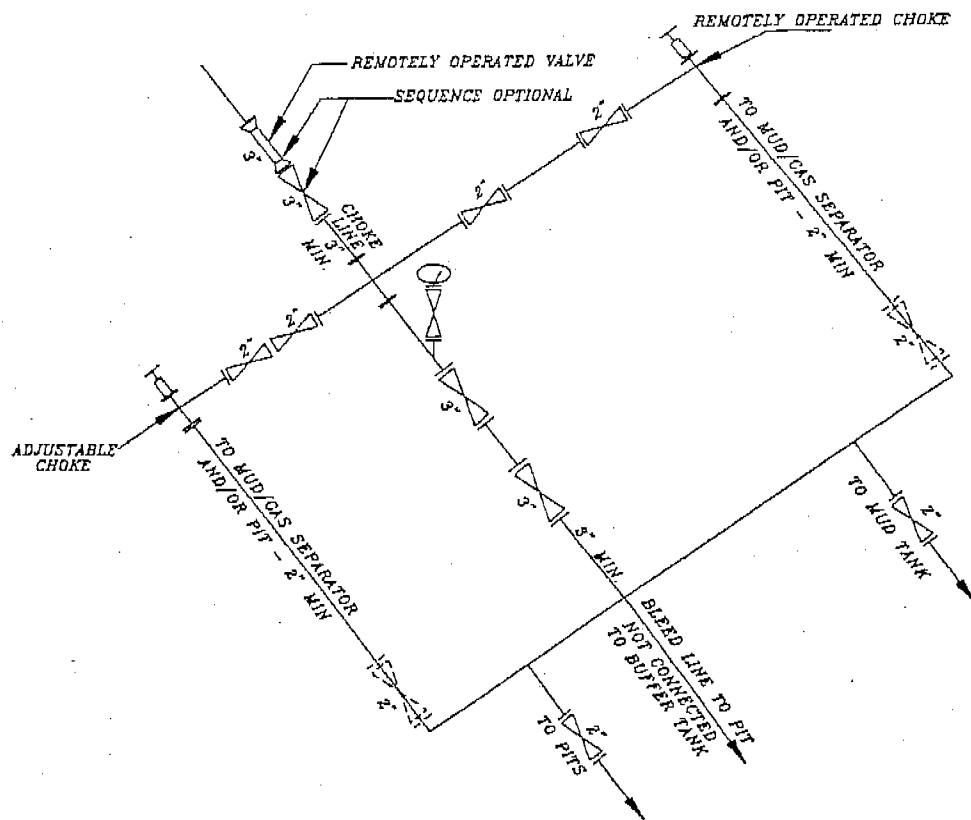 REMOTELY OPERATED CHOKE
REMOTELY OPERATED VALVE
SEQUENCE OPTIONAL
3"
3"
CHOKE
LINE
3"
MIN.
2"
2"
2"
2"
TO MUD/GAS SEPARATOR
AND/OR PIT - 2" MIN
2"
3"
3"
3" MIN.
ADJUSTABLE
CHOKE
TO MUD/GAS SEPARATOR
AND/OR PIT - 2" MIN
2"
2"
TO MUD TANK
BLEED LINE TO PIT
NOT CONNECTED
TO BUFFER TANK
2"
TO PITS